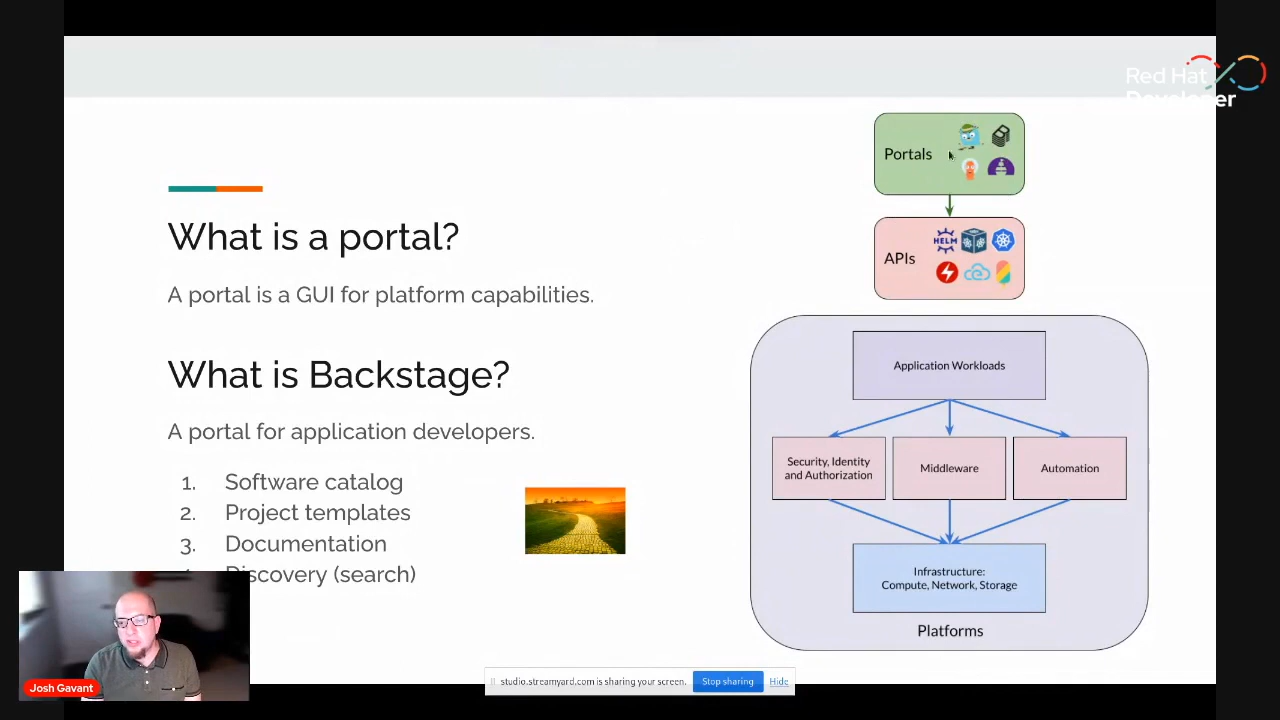 Red Hat
Developer
Portals
APIs
HELM
What is a portal?
A portal is a GUI for platform capabilities.
What is Backstage?
A portal for application developers.
1. Software catalog
2. Project templates
3. Documentation
Discovery (search)
Application Workloads
Security, Identity
and Authorization
Middleware
Automation
Infrastructure:
Compute, Network, Storage
Platforms
Josh Gavant
studio.streamyard.com is sharing your screen.
Stop sharing
Hide